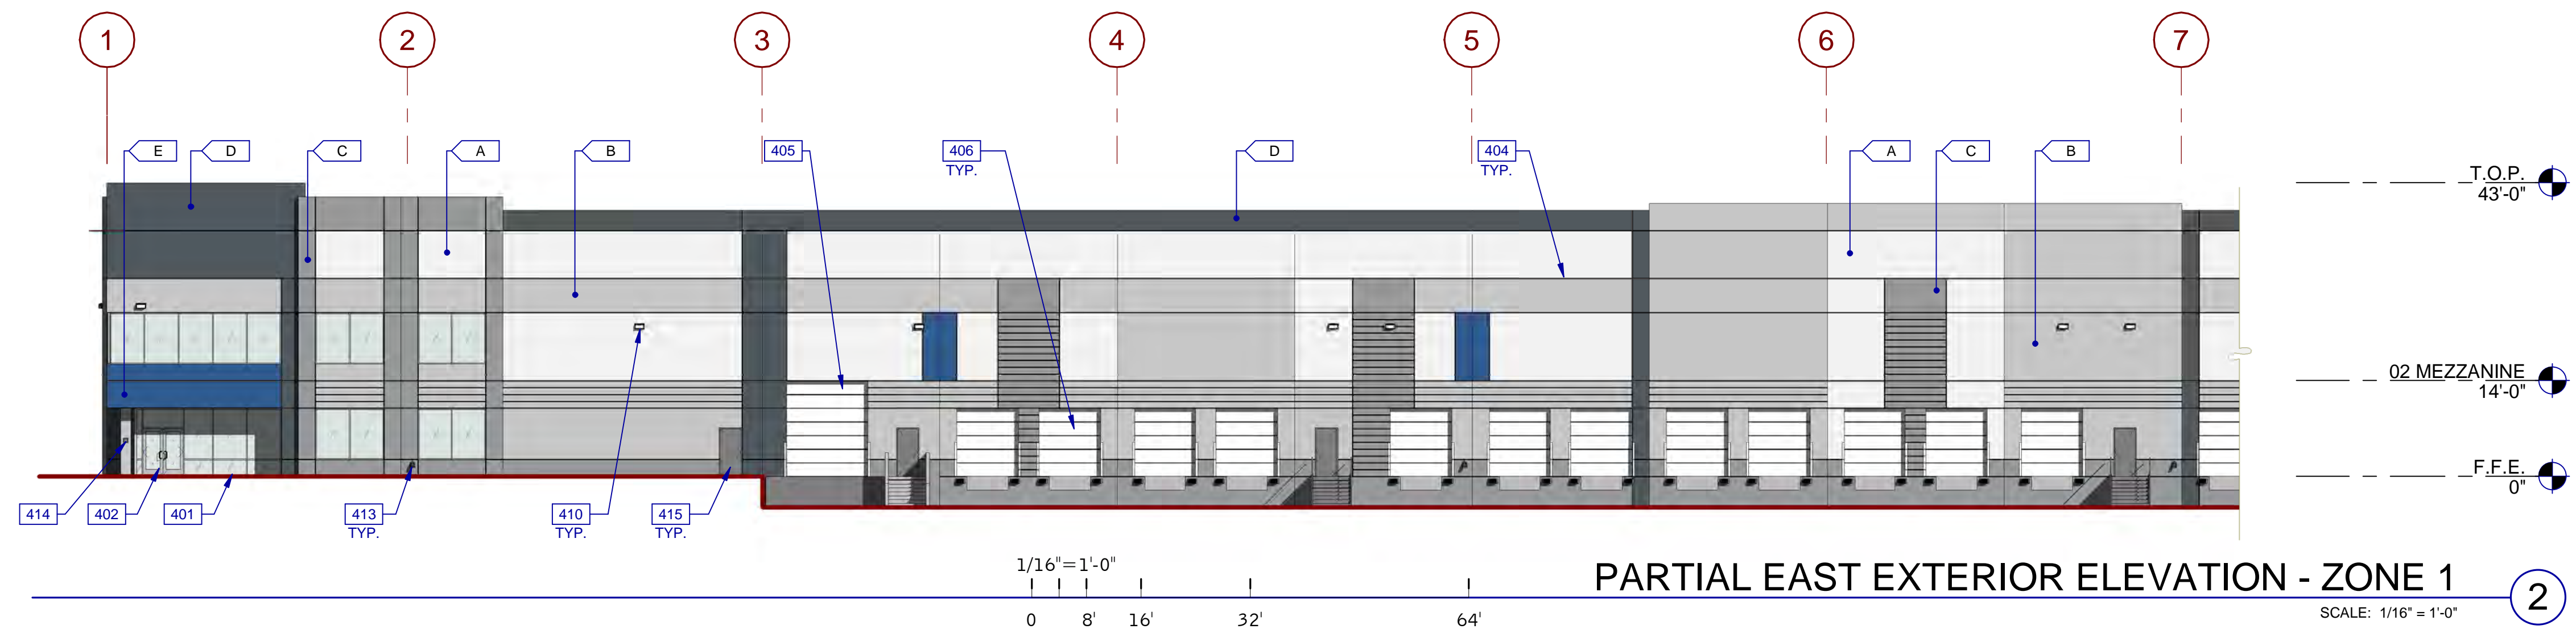 1 2 3 4 5 6 7
E D C A B 405 406 D 404 A C B
TYP. TYP.
T.O.P.
43'-0"
02 MEZZANINE
14'-0"
F.F.E.
0"
414 402 401 413 410 415
TYP. TYP. TYP.
1/16"=1'-0"
0 8' 16' 32' 64'
PARTIAL EAST EXTERIOR ELEVATION - ZONE 1
2
SCALE: 1/16" = 1'-0"